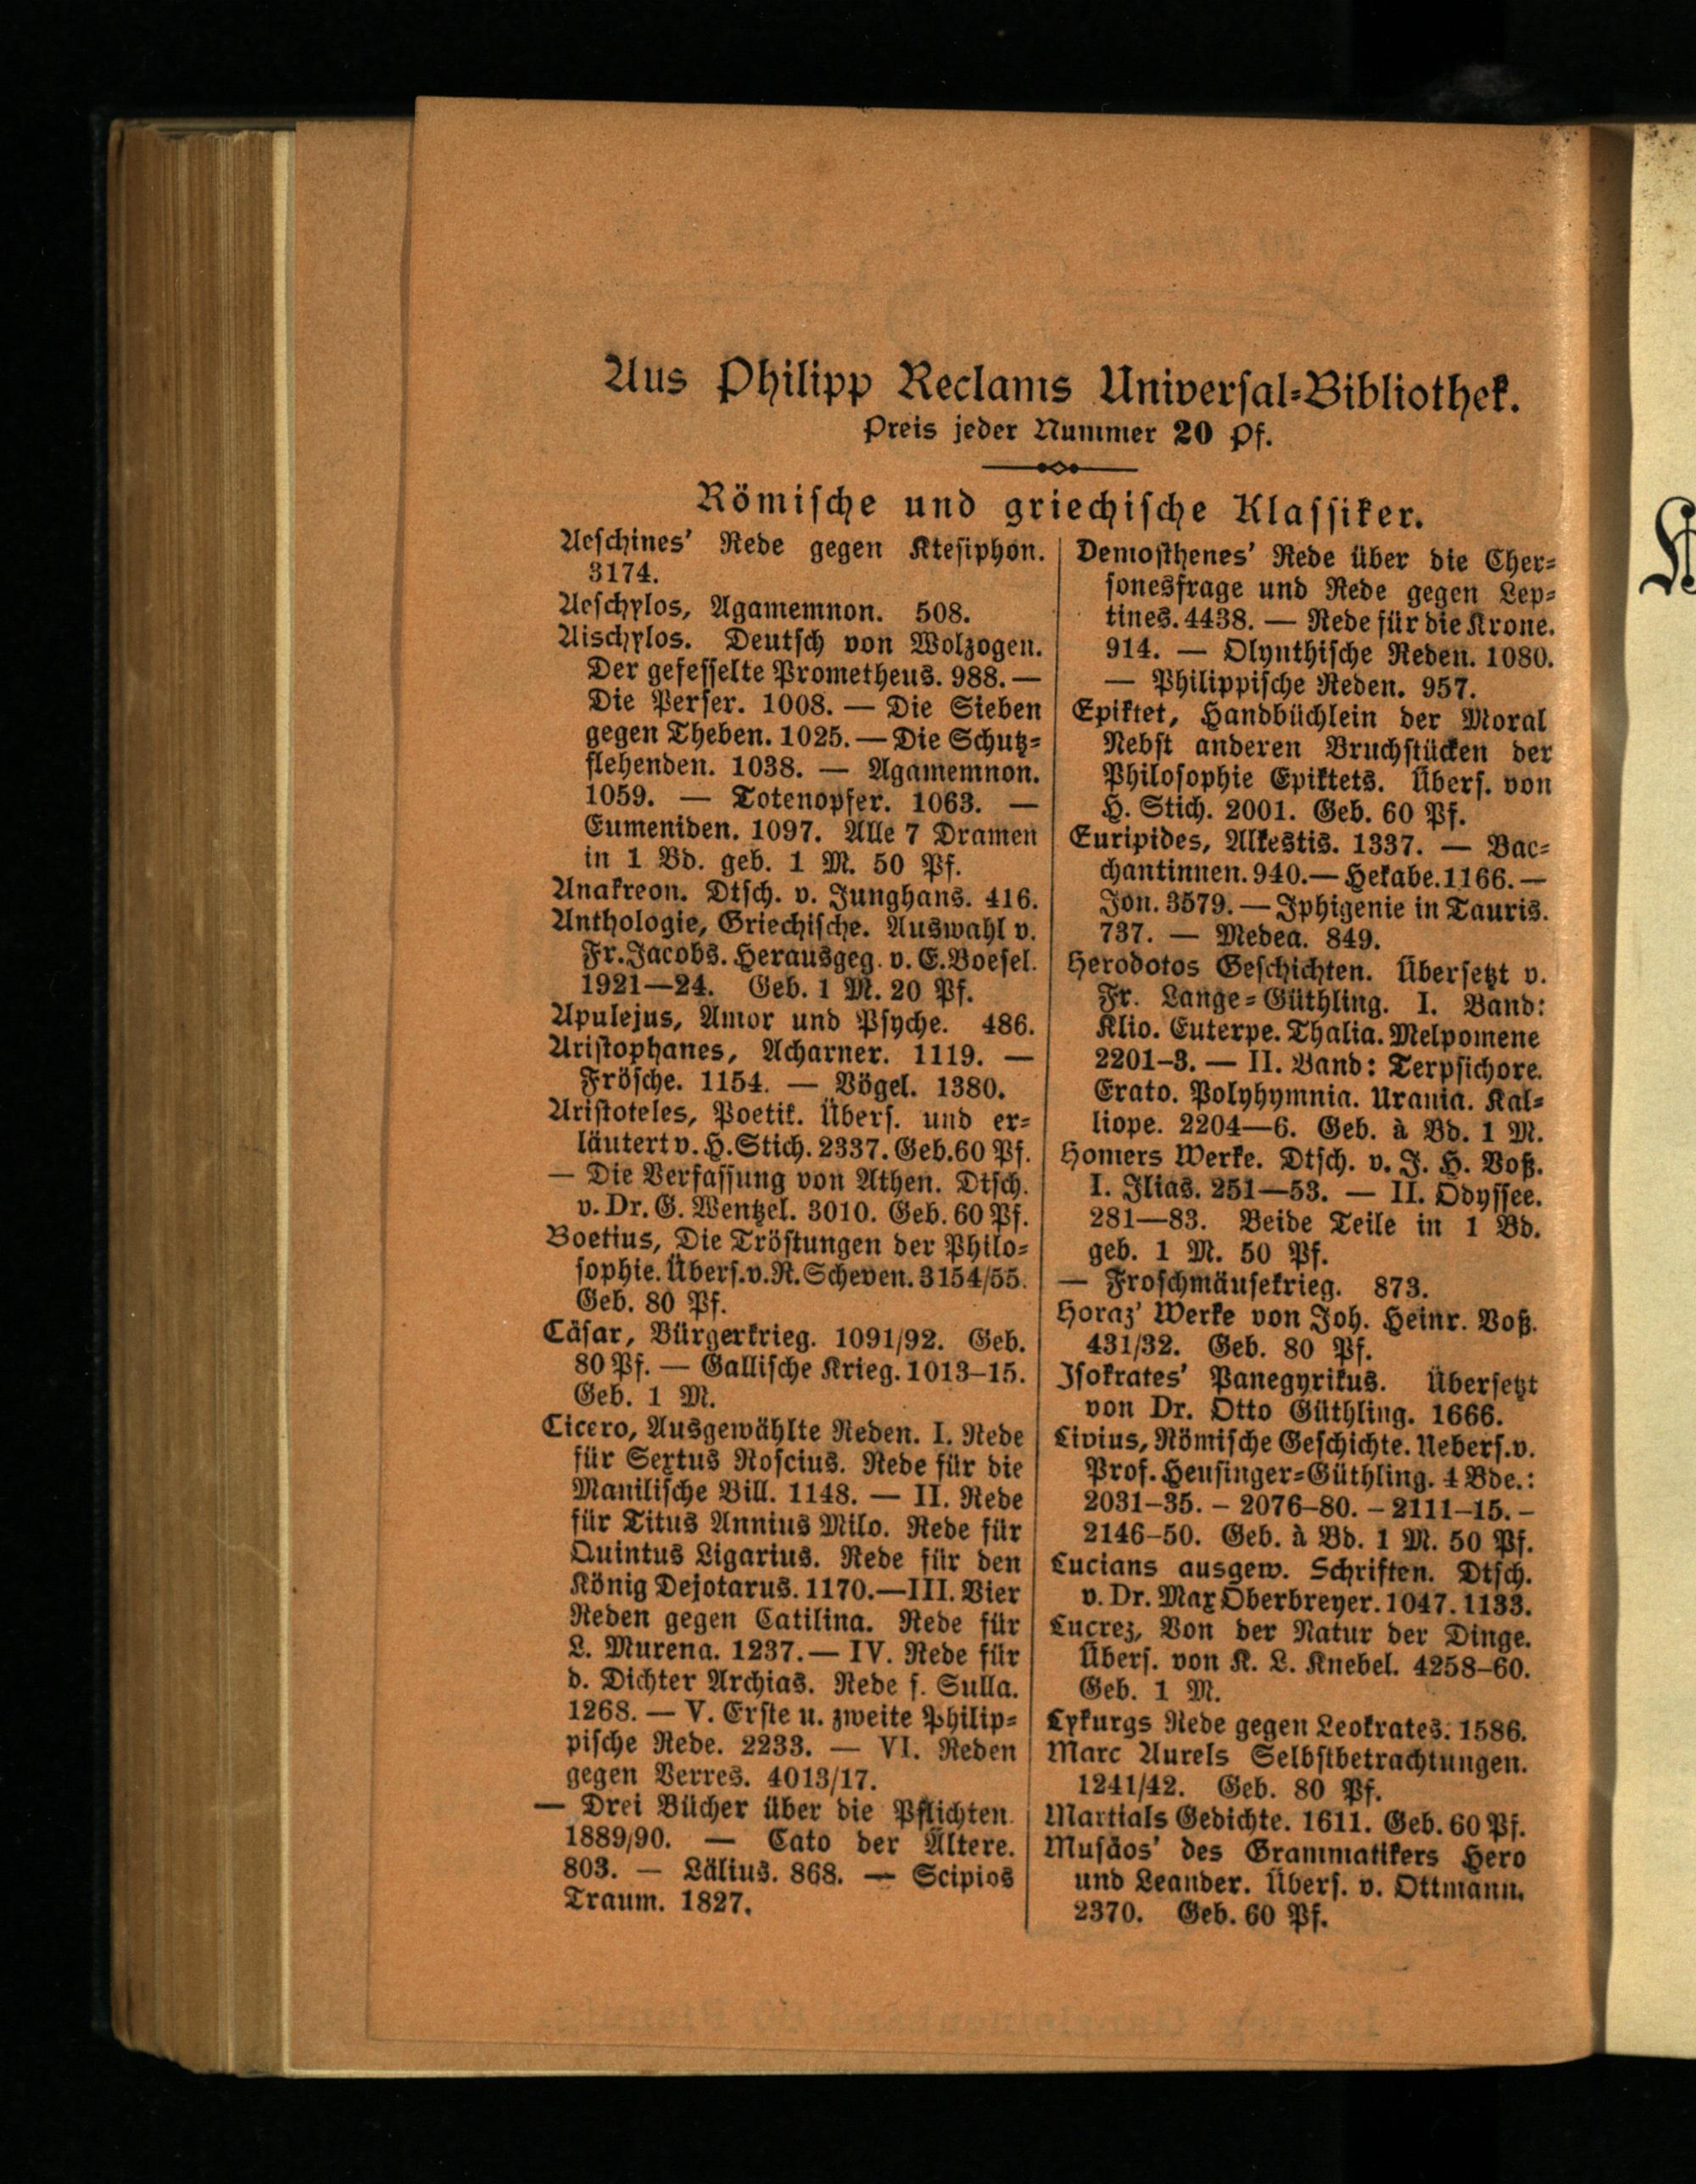 Aus Philipp Reclams Universal-Bibliothek.
Preis jeder Nummer 20 Pf.
Römische und griechische Klassiker.
Aeschines' Rede gegen Ktesiphon.
3174.
Aeschylos, Agamemnon. 508.
Aischylos. Deutsch von Wolzogen.
Der gefesselte Prometheus. 988. —
Die Perser. 1008. — Die Sieben
gegen Theben. 1025. — Die Schutz-
flehenden. 1038. — Agamemnon.
1059. — Totenopfer. 1063. —
Eumeniden. 1097. Alle 7 Dramen
in 1 Bd. geb. 1 M. 50 Pf.
Anakreon. Dtsch. v. Junghans. 416.
Anthologie, Griechische. Auswahl v.
Fr. Jacobs. Herausgeg. v. E. Boesel.
1921—24. Geb. 1 M. 20 Pf.
Apulejus, Amor und Psyche. 486.
Aristophanes, Acharner. 1119. —
Frösche. 1154. — Vögel. 1380.
Aristoteles, Poetik. Übers. und er-
läutert v. H. Stich. 2337. Geb. 60 Pf.
— Die Verfassung von Athen. Dtsch.
v. Dr. G. Wentzel. 3010. Geb. 60 Pf.
Boetius, Die Tröstungen der Philo-
sophie. Übers. v. R. Scheven. 3154/55.
Geb. 80 Pf.
Cäsar, Bürgerkrieg. 1091/92. Geb.
80 Pf. — Gallische Krieg. 1013–15.
Geb. 1 M.
Cicero, Ausgewählte Reden. I. Rede
für Sextus Roscius. Rede für die
Manilische Bill. 1148. — II. Rede
für Titus Annius Milo. Rede für
Quintus Ligarius. Rede für den
König Dejotarus. 1170. — III. Vier
Reden gegen Catilina. Rede für
L. Murena. 1237. — IV. Rede für
d. Dichter Archias. Rede f. Sulla.
1268. — V. Erste u. zweite Philip-
pische Rede. 2233. — VI. Reden
gegen Verres. 4013/17.
— Drei Bücher über die Pflichten.
1889/90. — Cato der Ältere.
803. — Lälius. 868. — Scipios
Traum. 1827.
Demosthenes' Rede über die Cher-
sonesfrage und Rede gegen Lep-
tines. 4438. — Rede für die Krone.
914. — Olynthische Reden. 1080.
— Philippische Reden. 957.
Epiktet, Handbüchlein der Moral
Nebst anderen Bruchstücken der
Philosophie Epiktets. Übers. von
H. Stich. 2001. Geb. 60 Pf.
Euripides, Alkestis. 1337. — Bac-
chantinnen. 940. — Hekabe. 1166. —
Jon. 3579. — Iphigenie in Tauris.
737. — Medea. 849.
Herodotos Geschichten. Übersetzt v.
Fr. Lange-Güthling. I. Band:
Klio. Euterpe. Thalia. Melpomene
2201–3. — II. Band: Terpsichore.
Erato. Polyhymnia. Urania. Kal-
liope. 2204—6. Geb. à Bd. 1 M.
Homers Werke. Dtsch. v. J. H. Voß.
I. Ilias. 251—53. — II. Odyssee.
281—83. Beide Teile in 1 Bd.
geb. 1 M. 50 Pf.
— Froschmäusekrieg. 873.
Horaz' Werke von Joh. Heinr. Voß.
431/32. Geb. 80 Pf.
Isokrates' Panegyrikus. Übersetzt
von Dr. Otto Güthling. 1666.
Livius, Römische Geschichte. Uebers. v.
Prof. Heusinger-Güthling. 4 Bde.:
2031–35. – 2076–80. – 2111–15. –
2146–50. Geb. à Bd. 1 M. 50 Pf.
Lucians ausgew. Schriften. Dtsch.
v. Dr. Max Oberbreyer. 1047. 1133.
Lucrez, Von der Natur der Dinge.
Übers. von K. L. Knebel. 4258–60.
Geb. 1 M.
Lykurgs Rede gegen Leokrates. 1586.
Marc Aurels Selbstbetrachtungen.
1241/42. Geb. 80 Pf.
Martials Gedichte. 1611. Geb. 60 Pf.
Musäos' des Grammatikers Hero
und Leander. Übers. v. Ottmann.
2370. Geb. 60 Pf.